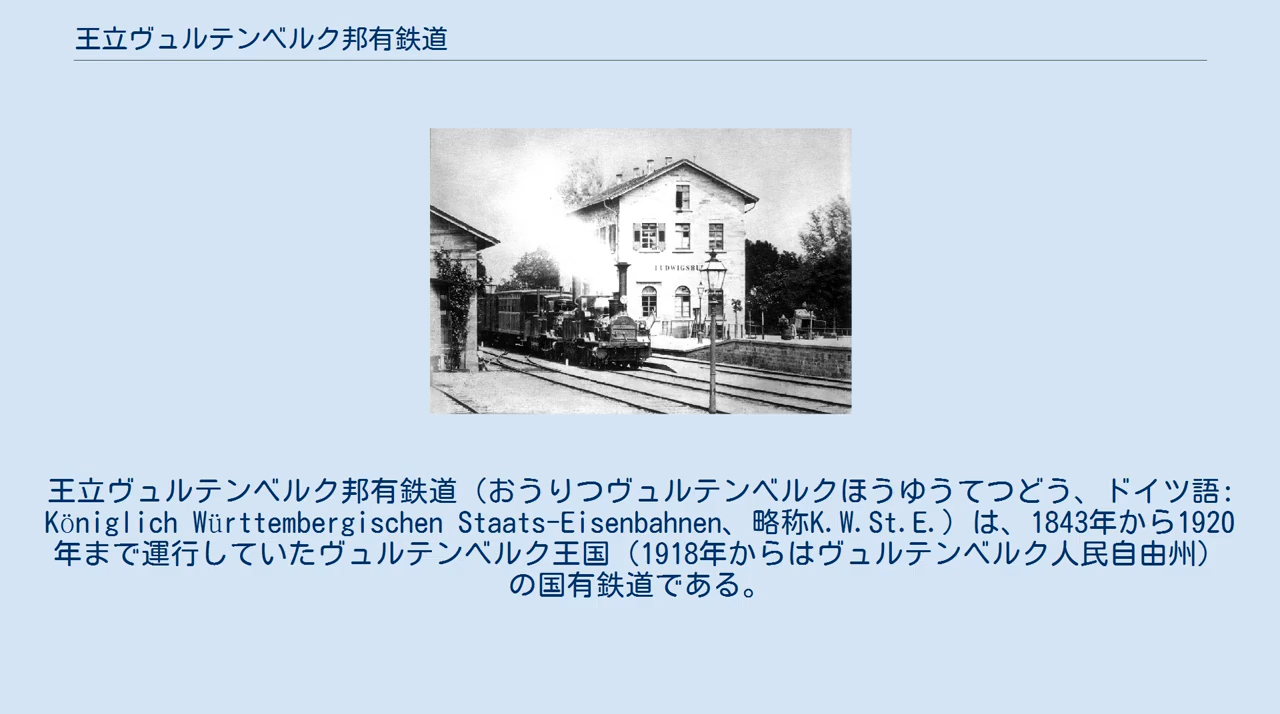 王立ヴュルテンベルク邦有鉄道
王立ヴュルテンベルク邦有鉄道（おうりつヴュルテンベルクほうゆうてつどう、ドイツ語:
Königlich Württembergischen Staats-Eisenbahnen、略称K.W.St.E.）は、1843年から1920
年まで運行していたヴュルテンベルク王国（1918年からはヴュルテンベルク人民自由州）
の国有鉄道である。